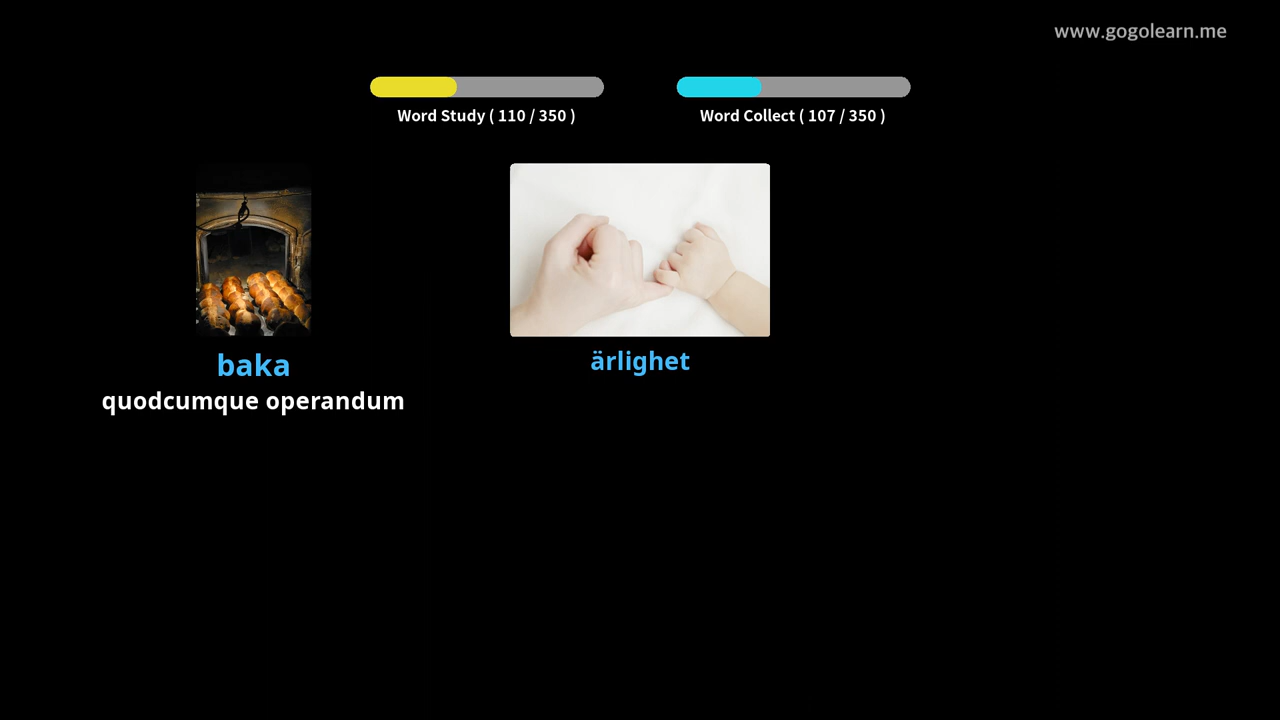 www.gogolearn.me
Word Study ( 110 / 350 )
Word Collect ( 107 / 350 )
baka
quodcumque operandum
ärlighet